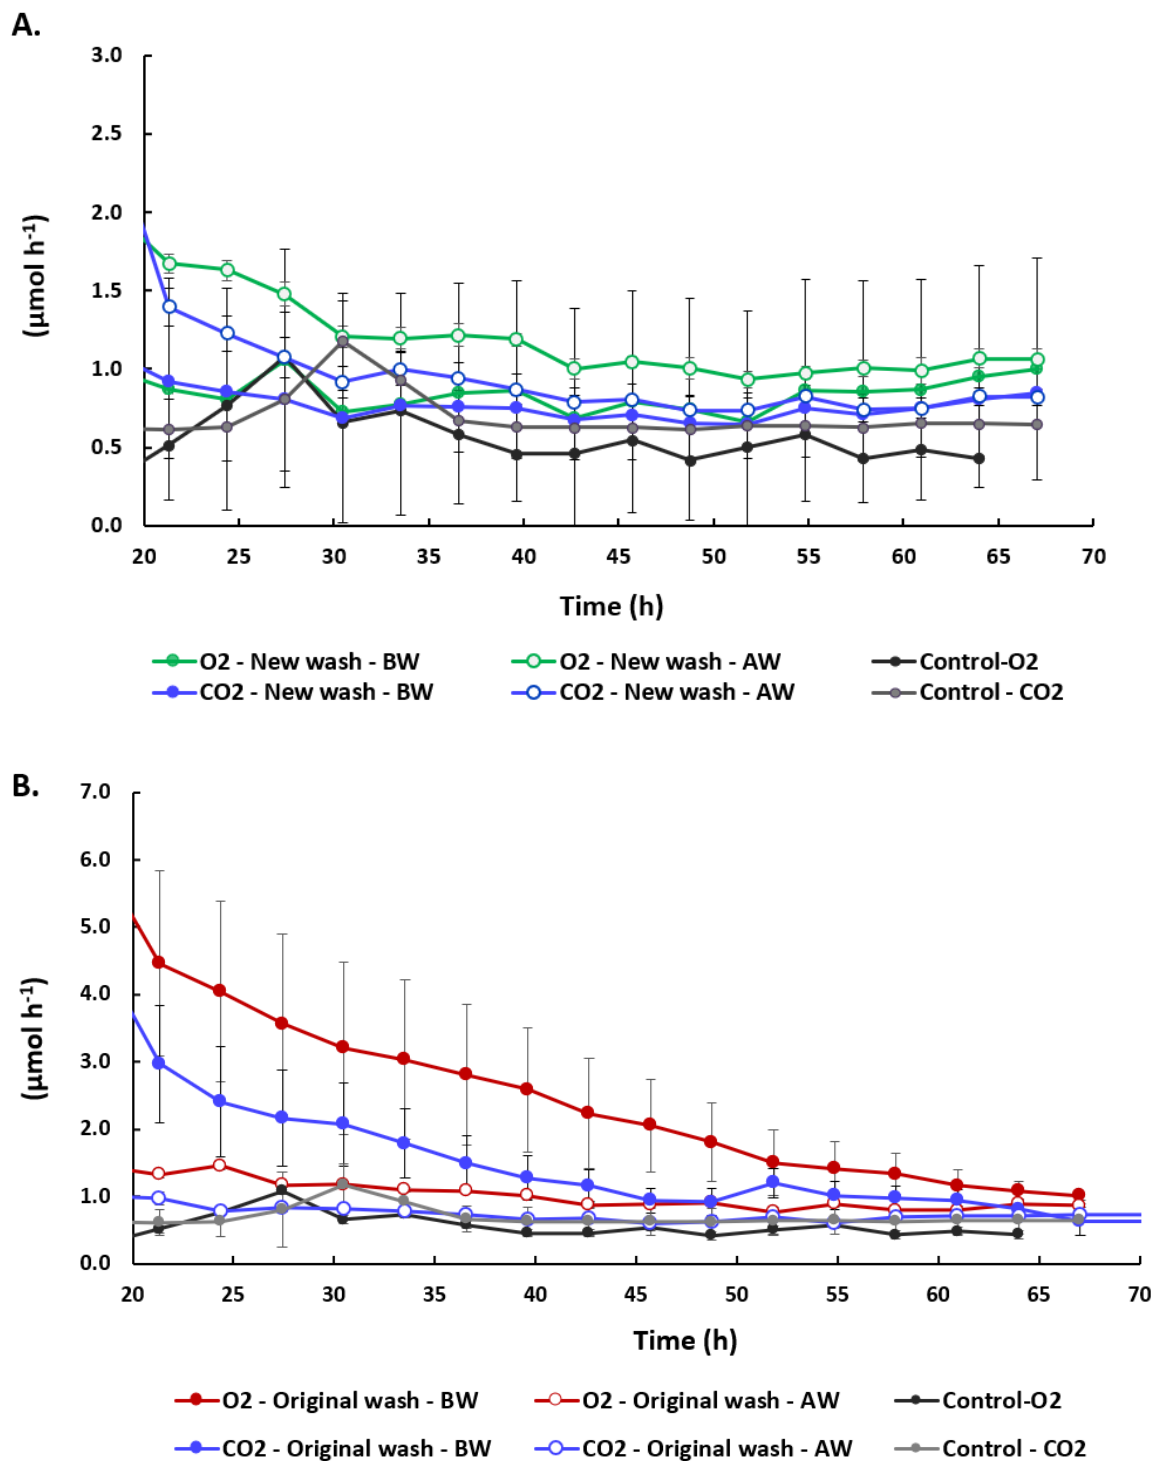 A.
3.0
2.5
2.0
1.5
1.0
0.5
0.0
(μmol h⁻¹)
20 25 30 35 40 45 50 55 60 65 70
Time (h)
O2 - New wash - BW O2 - New wash - AW Control-O2
CO2 - New wash - BW CO2 - New wash - AW Control - CO2
B.
7.0
6.0
5.0
4.0
3.0
2.0
1.0
0.0
(μmol h⁻¹)
20 25 30 35 40 45 50 55 60 65 70
Time (h)
O2 - Original wash - BW O2 - Original wash - AW Control-O2
CO2 - Original wash - BW CO2 - Original wash - AW Control - CO2